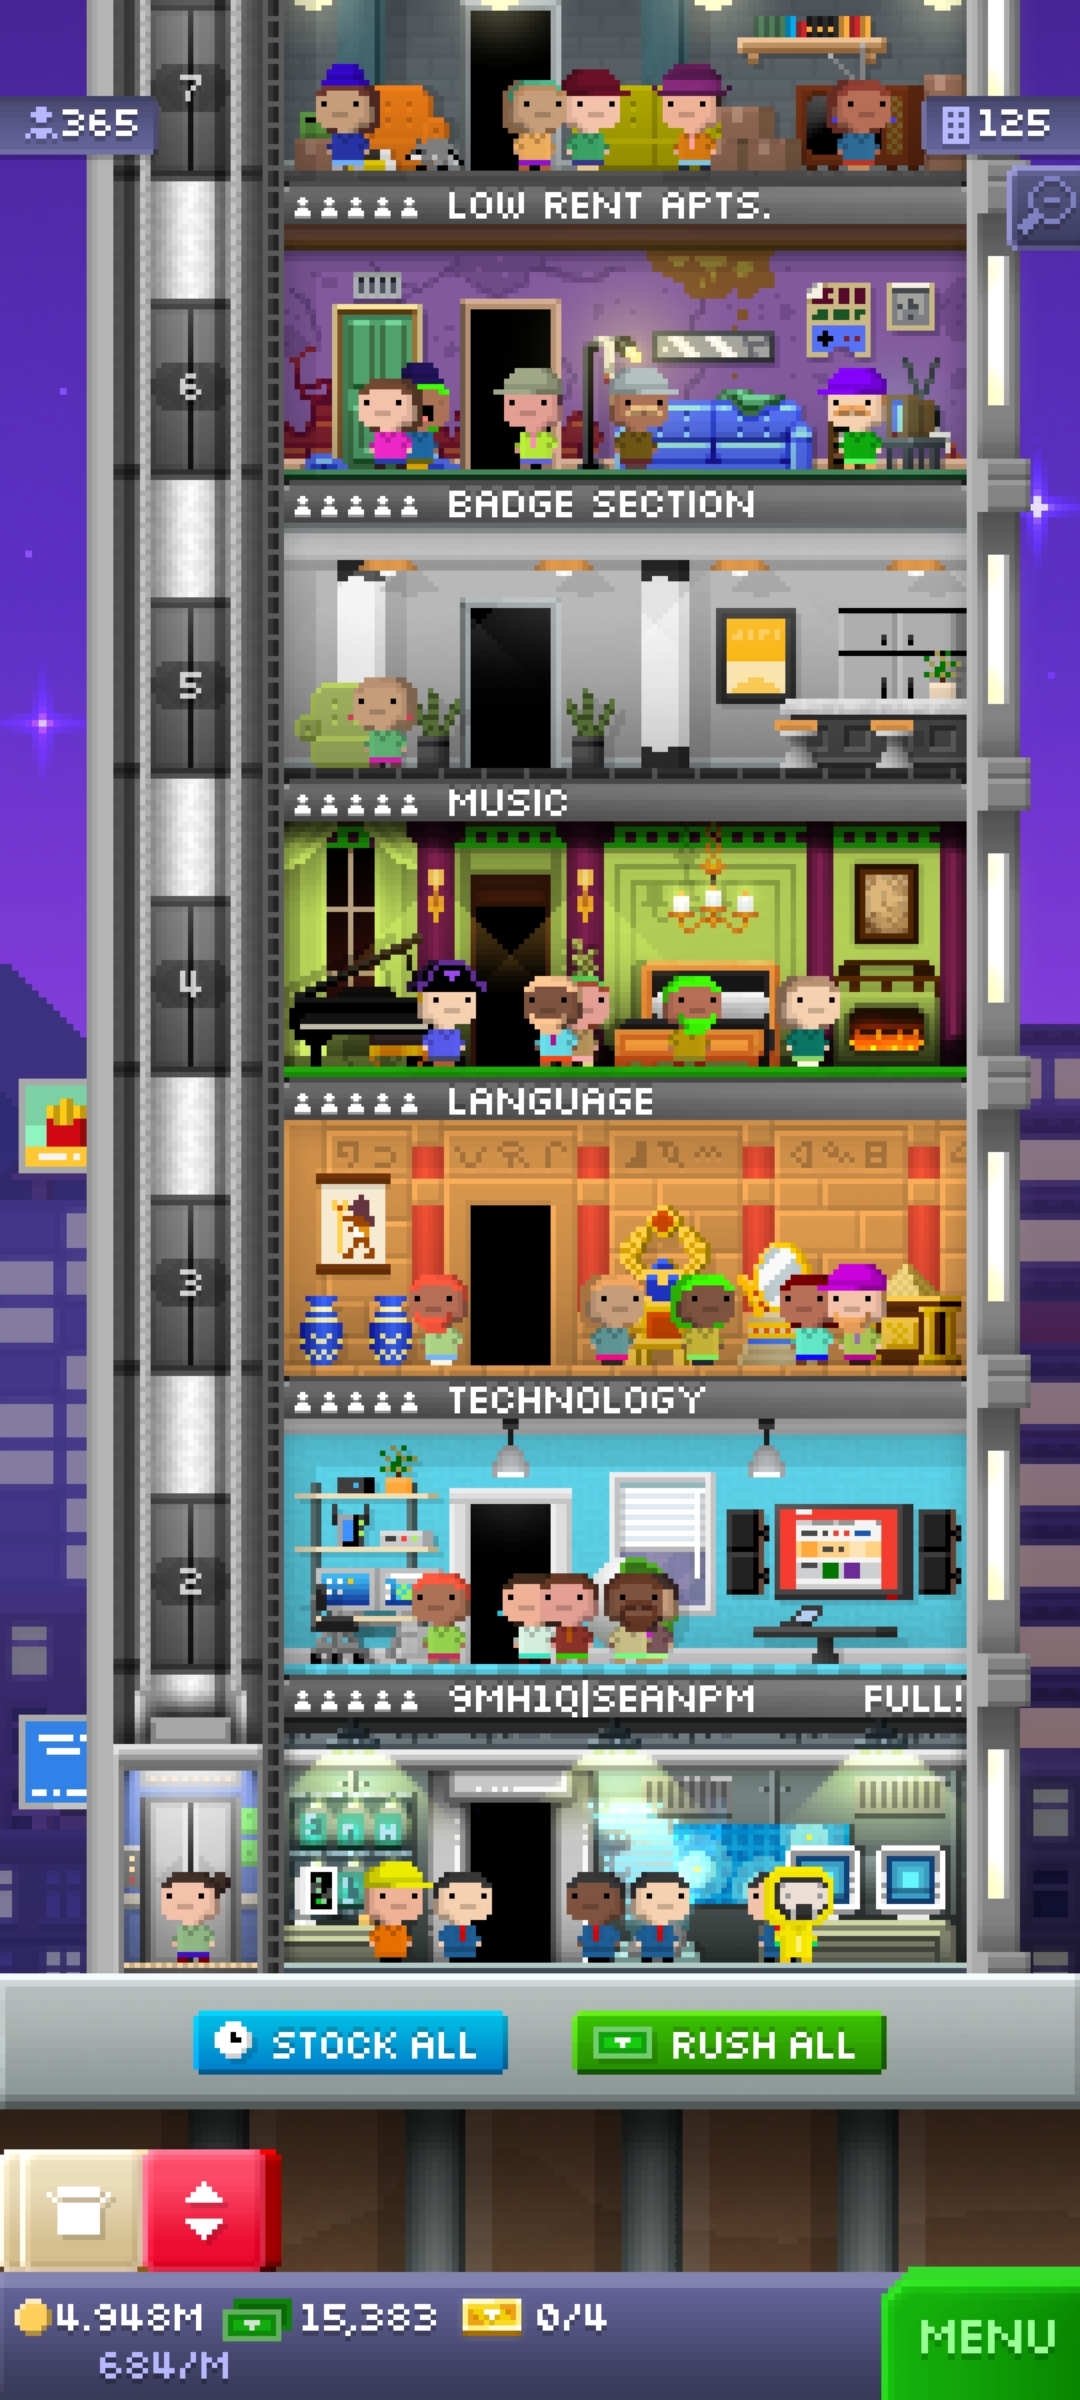 7
365
125
LOW RENT APTS.
6
BADGE SECTION
5
MUSIC
4
LANGUAGE
3
TECHNOLOGY
2
9MH1Q|SEANPM FULL!
STOCK ALL
RUSH ALL
4.948M 15,383 0/4
684/M
MENU